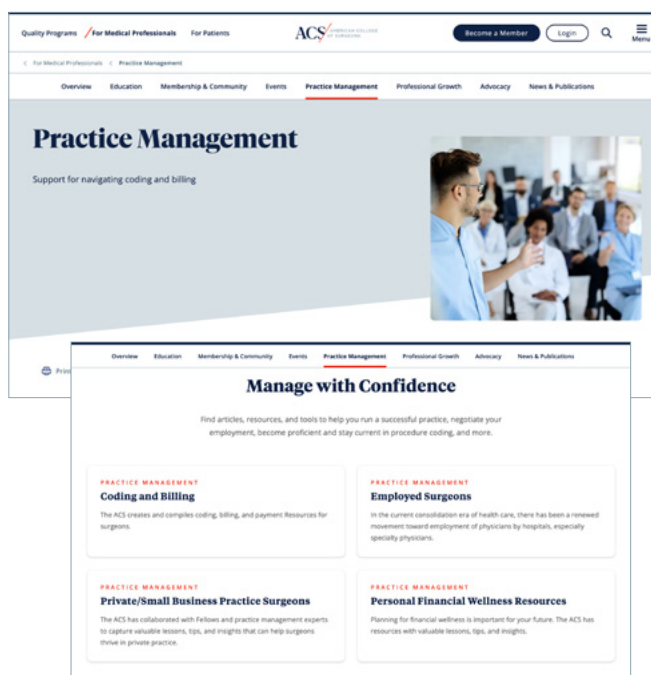 Quality Programs For Medical Professionals For Patients ACS AMERICAN COLLEGE OF SURGEONS Become a Member Login Menu
For Medical Professionals Practice Management
Overview Education Membership & Community Events Practice Management Professional Growth Advocacy News & Publications
Practice Management
Support for navigating coding and billing
Overview Education Membership & Community Events Practice Management Professional Growth Advocacy News & Publications
Manage with Confidence
Find articles, resources, and tools to help you run a successful practice, negotiate your
employment, become proficient and stay current in procedure coding, and more.
PRACTICE MANAGEMENT
Coding and Billing
The ACS creates and compiles coding, billing, and payment Resources for
surgeons.
PRACTICE MANAGEMENT
Employed Surgeons
In the current consolidation era of health care, there has been a renewed
movement toward employment of physicians by hospitals, especially
specialty physicians.
PRACTICE MANAGEMENT
Private/Small Business Practice Surgeons
The ACS has collaborated with Fellows and practice management experts
to capture valuable lessons, tips, and insights that can help surgeons
thrive in private practice.
PRACTICE MANAGEMENT
Personal Financial Wellness Resources
Planning for financial wellness is important for your future. The ACS has
resources with valuable lessons, tips, and insights.